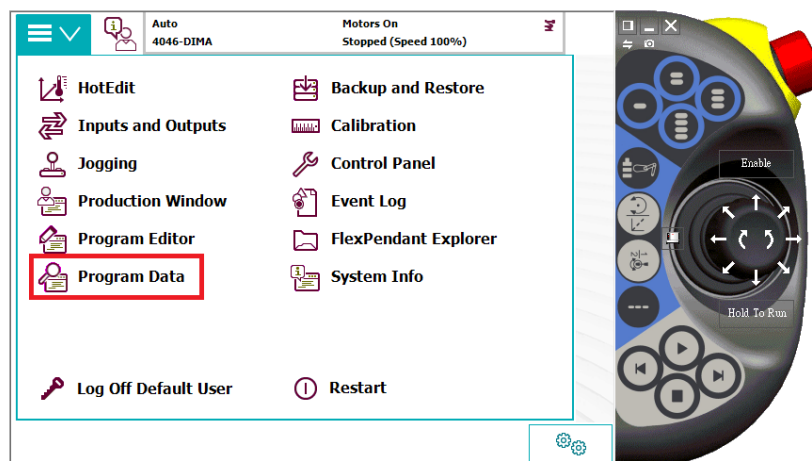 Auto
Motors On
4046-DIMA
Stopped (Speed 100%)
HotEdit
Backup and Restore
Inputs and Outputs
Calibration
Jogging
Control Panel
Production Window
Event Log
Program Editor
FlexPendant Explorer
Program Data
System Info
Log Off Default User
Restart
Enable
Hold To Run